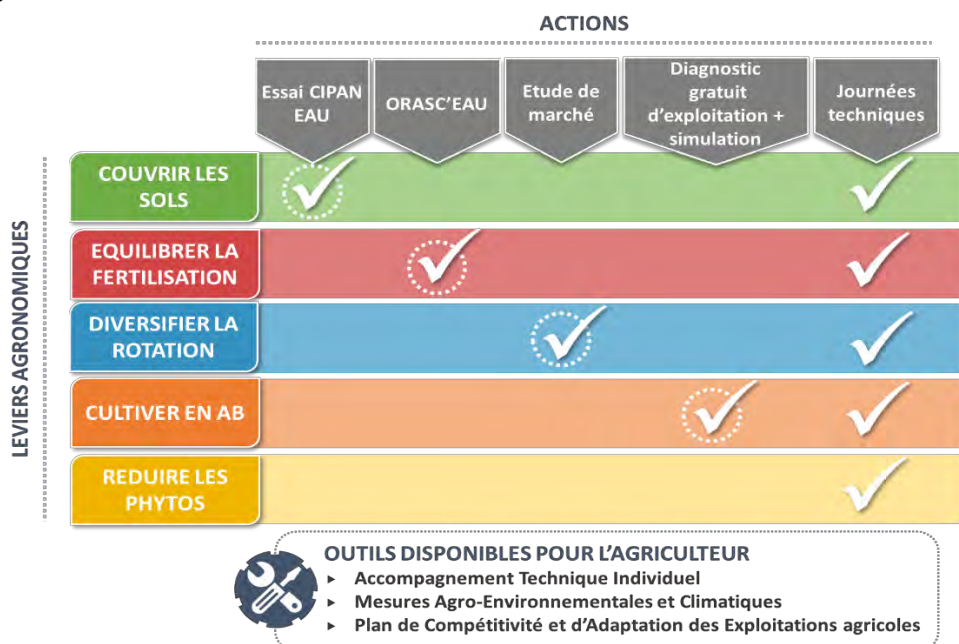 ACTIONS
Essai CIPAN
EAU
ORASC'EAU
Etude de
marché
Diagnostic
gratuit
d'exploitation +
simulation
Journées
techniques
LEVIERS AGRONOMIQUES
COUVRIR LES
SOLS
EQUILIBRER LA
FERTILISATION
DIVERSIFIER LA
ROTATION
CULTIVER EN AB
REDUIRE LES
PHYTOS
OUTILS DISPONIBLES POUR L'AGRICULTEUR
▸ Accompagnement Technique Individuel
▸ Mesures Agro-Environnementales et Climatiques
▸ Plan de Compétitivité et d'Adaptation des Exploitations agricoles